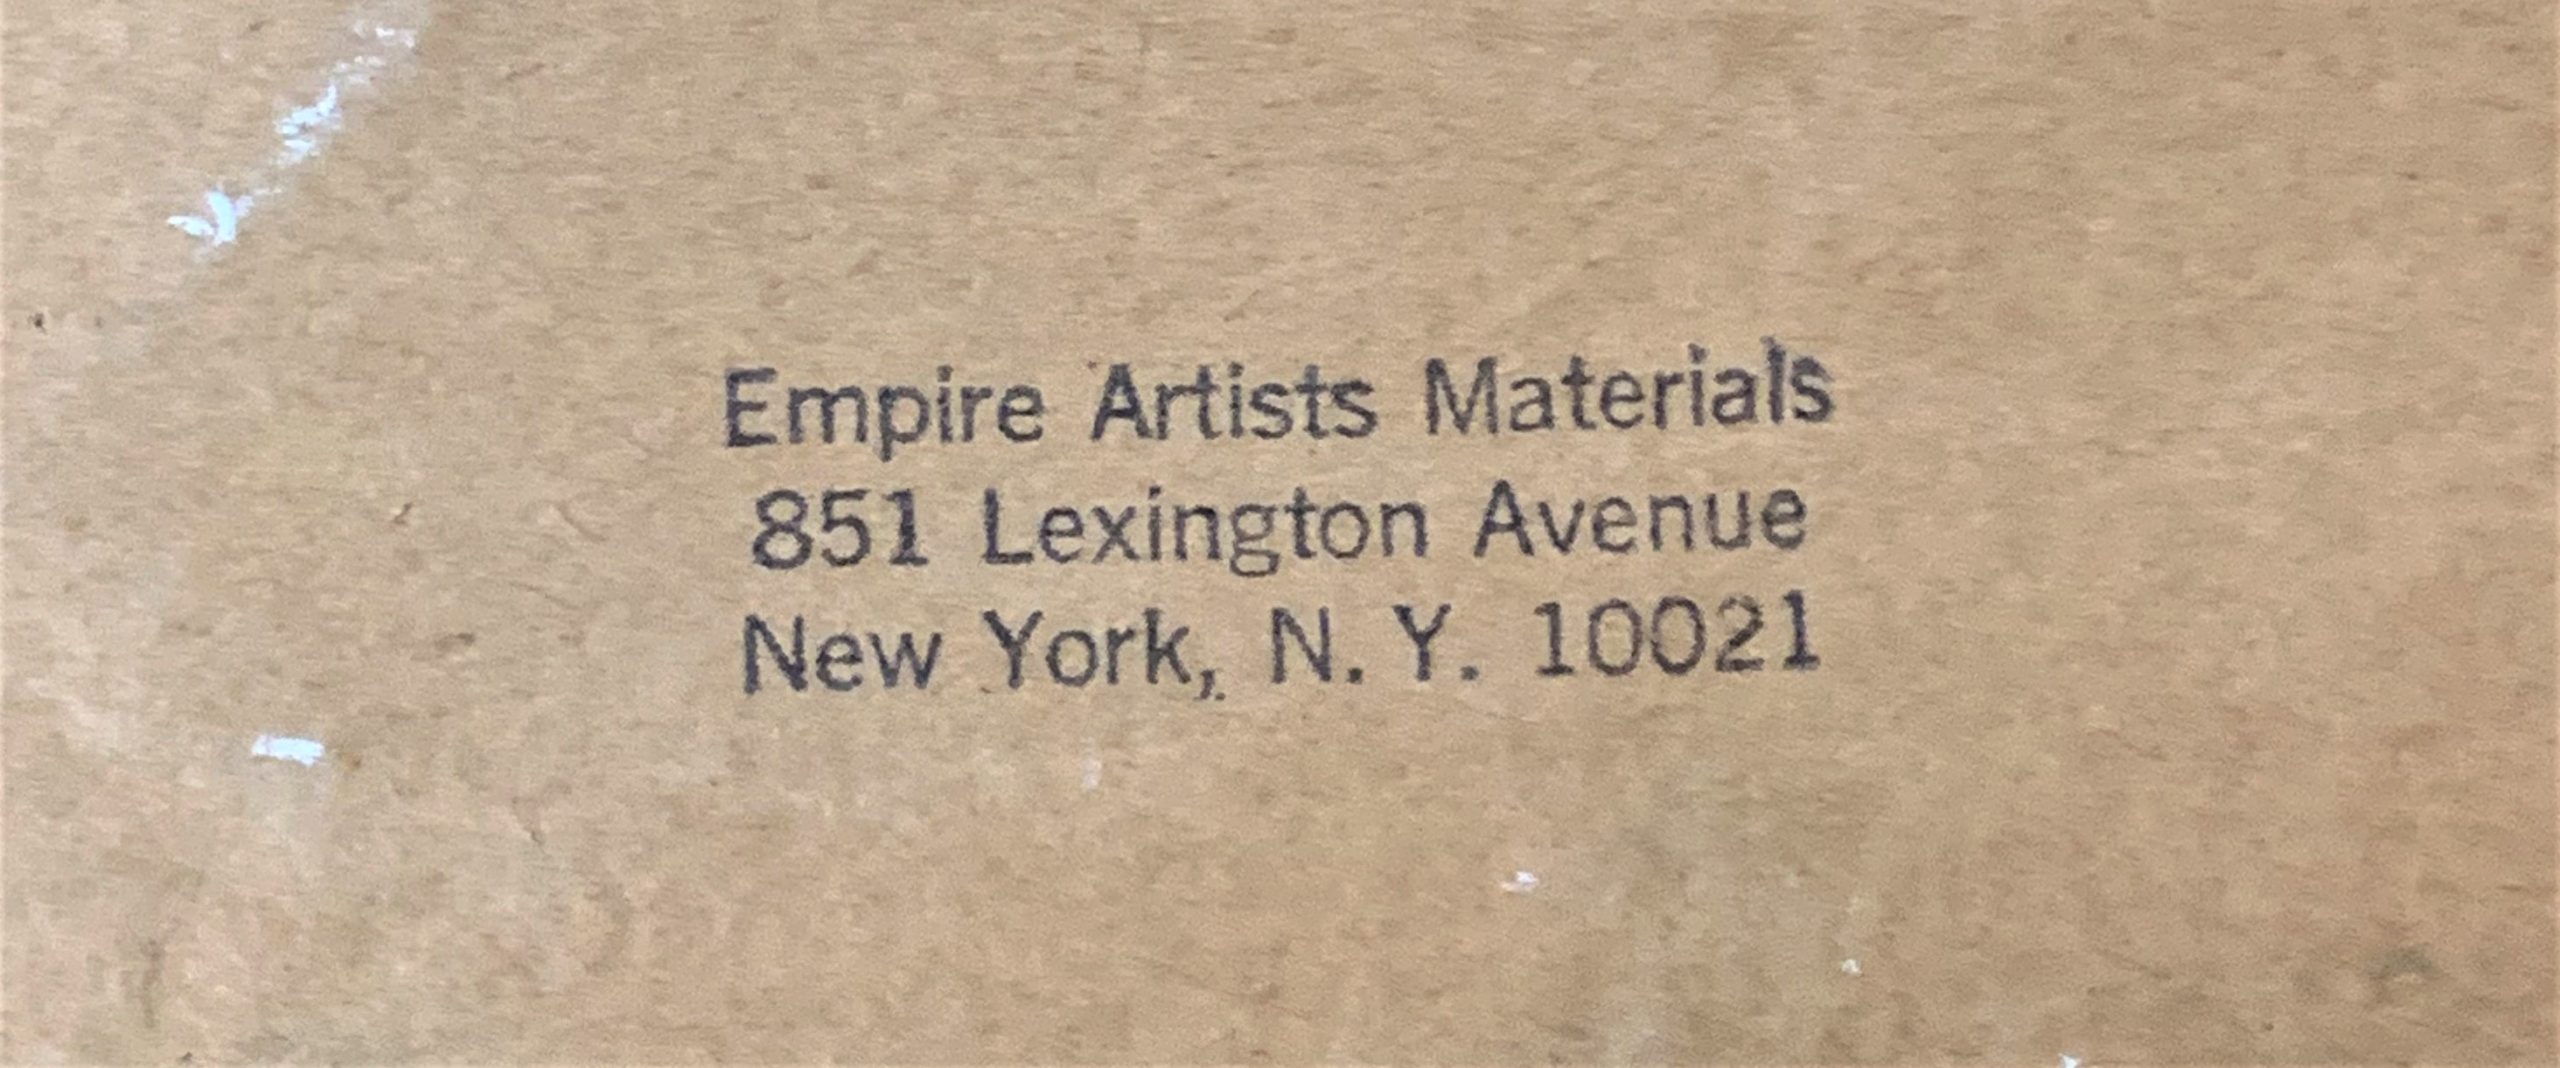 Empire Artists Materials
851 Lexington Avenue
New York, N. Y. 10021